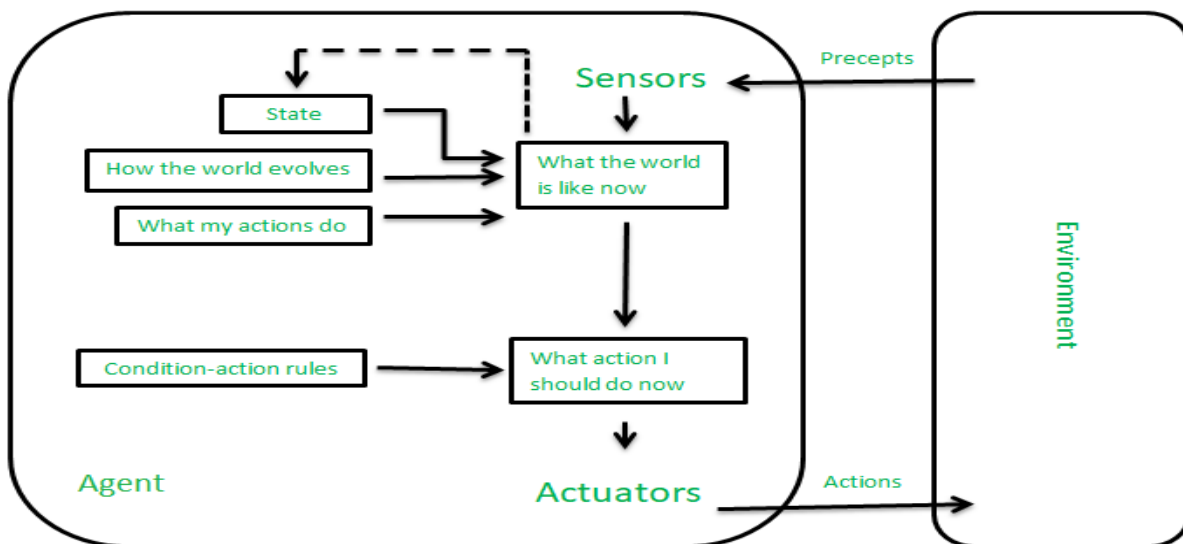 Precepts
Sensors
State
How the world evolves
What the world
is like now
What my actions do
Environment
Condition-action rules
What action I
should do now
Agent
Actuators
Actions